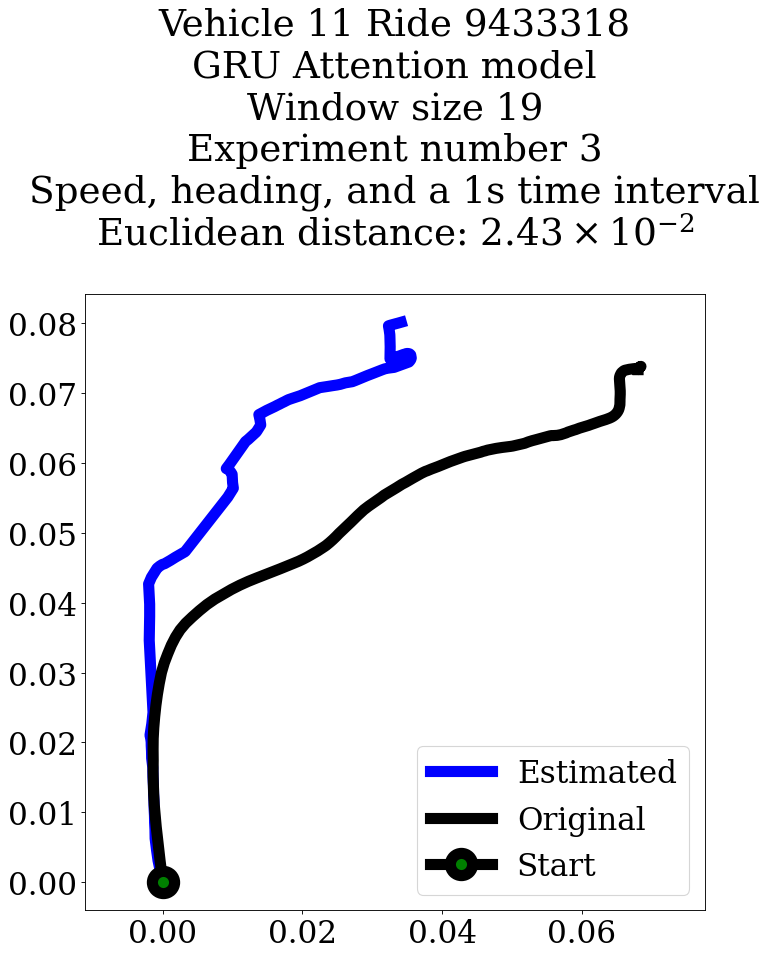 Vehicle 11 Ride 9433318
GRU Attention model
Window size 19
Experiment number 3
Speed, heading, and a 1s time interval
Euclidean distance: 2.43 × 10⁻²
0.08
0.07
0.06
0.05
0.04
0.03
0.02
0.01
0.00
Estimated
Original
Start
0.00 0.02 0.04 0.06